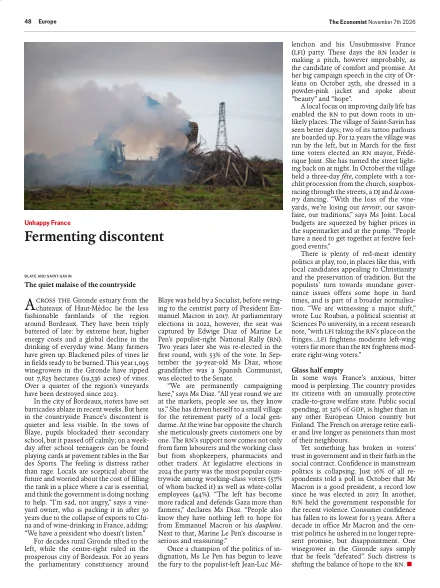 48 Europe
The Economist November 7th 2026
Unhappy France
Fermenting discontent
BLAYE AND SAINT-SAVIN
The quiet malaise of the countryside
ACROSS THE Gironde estuary from the
chateaus of Haut-Médoc lie the less
fashionable farmlands of the region
around Bordeaux. They have been triply
battered of late: by extreme heat, higher
energy costs and a global decline in the
drinking of everyday wine. Many farmers
have given up. Blackened piles of vines lie
in fields ready to be burned. This year 1,095
winegrowers in the Gironde have ripped
out 7,825 hectares (19,336 acres) of vines.
Over a quarter of the region's vineyards
have been destroyed since 2023.
In the city of Bordeaux, rioters have set
barricades ablaze in recent weeks. But here
in the countryside France's discontent is
quieter and less visible. In the town of
Blaye, pupils blockaded their secondary
school, but it passed off calmly; on a week-
day after school teenagers can be found
playing cards at pavement tables in the Bar
des Sports. The feeling is distress rather
than rage. Locals are sceptical about the
future and worried about the cost of filling
the tank in a place where a car is essential,
and think the government is doing nothing
to help. "I'm sad, not angry," says a vine-
yard owner, who is packing it in after 30
years due to the collapse of exports to Chi-
na and of wine-drinking in France, adding:
"We have a president who doesn't listen."
For decades rural Gironde tilted to the
left, while the centre-right ruled in the
prosperous city of Bordeaux. For 20 years
the parliamentary constituency around
Blaye was held by a Socialist, before swing-
ing to the centrist party of President Em-
manuel Macron in 2017. At parliamentary
elections in 2022, however, the seat was
captured by Edwige Diaz of Marine Le
Pen's populist-right National Rally (RN).
Two years later she was re-elected in the
first round, with 53% of the vote. In Sep-
tember the 39-year-old Ms Diaz, whose
grandfather was a Spanish Communist,
was elected to the Senate.
"We are permanently campaigning
here," says Ms Diaz. "All year round we are
at the markets, people see us, they know
us." She has driven herself to a small village
for the retirement party of a local gen-
darme. At the wine bar opposite the church
she meticulously greets customers one by
one. The RN's support now comes not only
from farm labourers and the working class
but from shopkeepers, pharmacists and
other traders. At legislative elections in
2024 the party was the most popular coun-
trywide among working-class voters (57%
of whom backed it) as well as white-collar
employees (44%). "The left has become
more radical and defends Gaza more than
farmers," declares Ms Diaz. "People also
know they have nothing left to hope for
from Emmanuel Macron or his dauphins.
Next to that, Marine Le Pen's discourse is
serious and reassuring."
Once a champion of the politics of in-
dignation, Ms Le Pen has begun to leave
the fury to the populist-left Jean-Luc Mé-
lenchon and his Unsubmissive France
(LFI) party. These days the RN leader is
making a pitch, however improbably, as
the candidate of comfort and promise. At
her big campaign speech in the city of Or-
léans on October 25th, she dressed in a
powder-pink jacket and spoke about
"beauty" and "hope".
A local focus on improving daily life has
enabled the RN to put down roots in un-
likely places. The village of Saint-Savin has
seen better days; two of its tattoo parlours
are boarded up. For 12 years the village was
run by the left, but in March for the first
time voters elected an RN mayor, Frédé-
rique Joint. She has turned the street light-
ing back on at night. In October the village
held a three-day fête, complete with a tor-
chlit procession from the church, soapbox-
racing through the streets, a DJ and la coun-
try dancing. "With the loss of the vine-
yards, we're losing our terroir, our savoir-
faire, our traditions," says Ms Joint. Local
budgets are squeezed by higher prices in
the supermarket and at the pump. "People
have a need to get together at festive feel-
good events."
There is plenty of red-meat identity
politics at play, too, in places like this, with
local candidates appealing to Christianity
and the preservation of tradition. But the
populists' turn towards mundane gover-
nance issues offers some hope in hard
times, and is part of a broader normalisa-
tion. "We are witnessing a major shift,"
wrote Luc Rouban, a political scientist at
Sciences Po university, in a recent research
note, "with LFI taking the RN's place on the
fringes...LFI frightens moderate left-wing
voters far more than the RN frightens mod-
erate right-wing voters."
Glass half empty
In some ways France's anxious, bitter
mood is perplexing. The country provides
its citizens with an unusually protective
cradle-to-grave welfare state. Public social
spending, at 32% of GDP, is higher than in
any other European Union country but
Finland. The French on average retire earli-
er and live longer as pensioners than most
of their neighbours.
Yet something has broken in voters'
trust in government and in their faith in the
social contract. Confidence in mainstream
politics is collapsing. Just 16% of all re-
spondents told a poll in October that Mr
Macron is a good president, a record low
since he was elected in 2017. In another,
81% held the government responsible for
the recent violence. Consumer confidence
has fallen to its lowest for 13 years. After a
decade in office Mr Macron and the cen-
trist politics he ushered in no longer repre-
sent promise, but disappointment. One
winegrower in the Gironde says simply
that he feels "defeated". Such distress is
shifting the balance of hope to the RN. ■